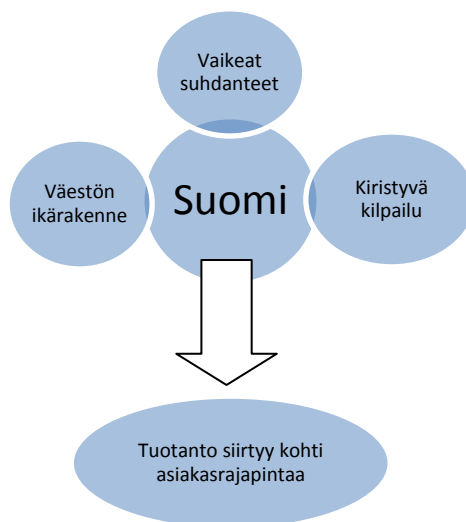 Vaikeat
suhdanteet
Väestön
ikärakenne
Suomi
Kiristyvä
kilpailu
Tuotanto siirtyy kohti
asiakasrajapintaa